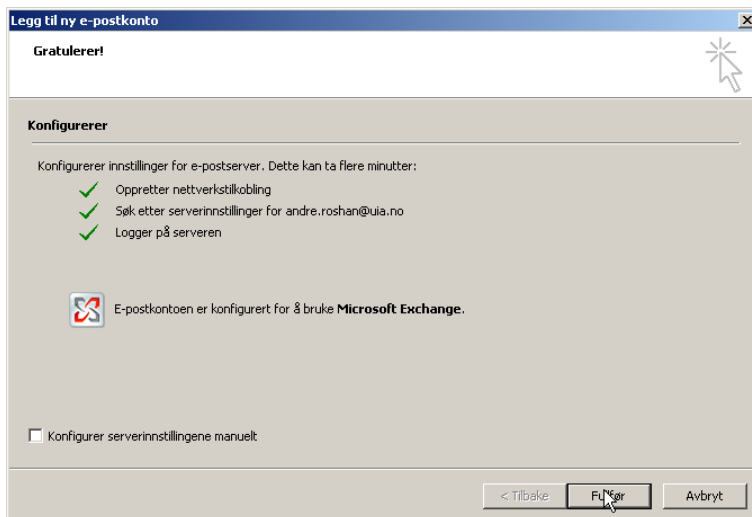 Legg til ny e-postkonto
Gratulerer!
Konfigurerer
Konfigurerer innstillinger for e-postserver. Dette kan ta flere minutter:
Oppretter nettverkstilkobling
Søk etter serverinnstillinger for andre.roshan@uia.no
Logger på serveren
E-postkontoen er konfigurert for å bruke Microsoft Exchange.
Konfigurer serverinnstillingene manuelt
< Tilbake Fullfør Avbryt